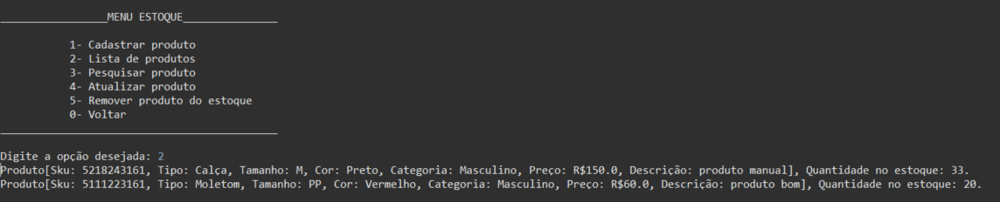 _________________MENU ESTOQUE_______________
1- Cadastrar produto
2- Lista de produtos
3- Pesquisar produto
4- Atualizar produto
5- Remover produto do estoque
0- Voltar
____________________________________________
Digite a opção desejada: 2
Produto[Sku: 5218243161, Tipo: Calça, Tamanho: M, Cor: Preto, Categoria: Masculino, Preço: R$150.0, Descrição: produto manual], Quantidade no estoque: 33.
Produto[Sku: 5111223161, Tipo: Moletom, Tamanho: PP, Cor: Vermelho, Categoria: Masculino, Preço: R$60.0, Descrição: produto bom], Quantidade no estoque: 20.